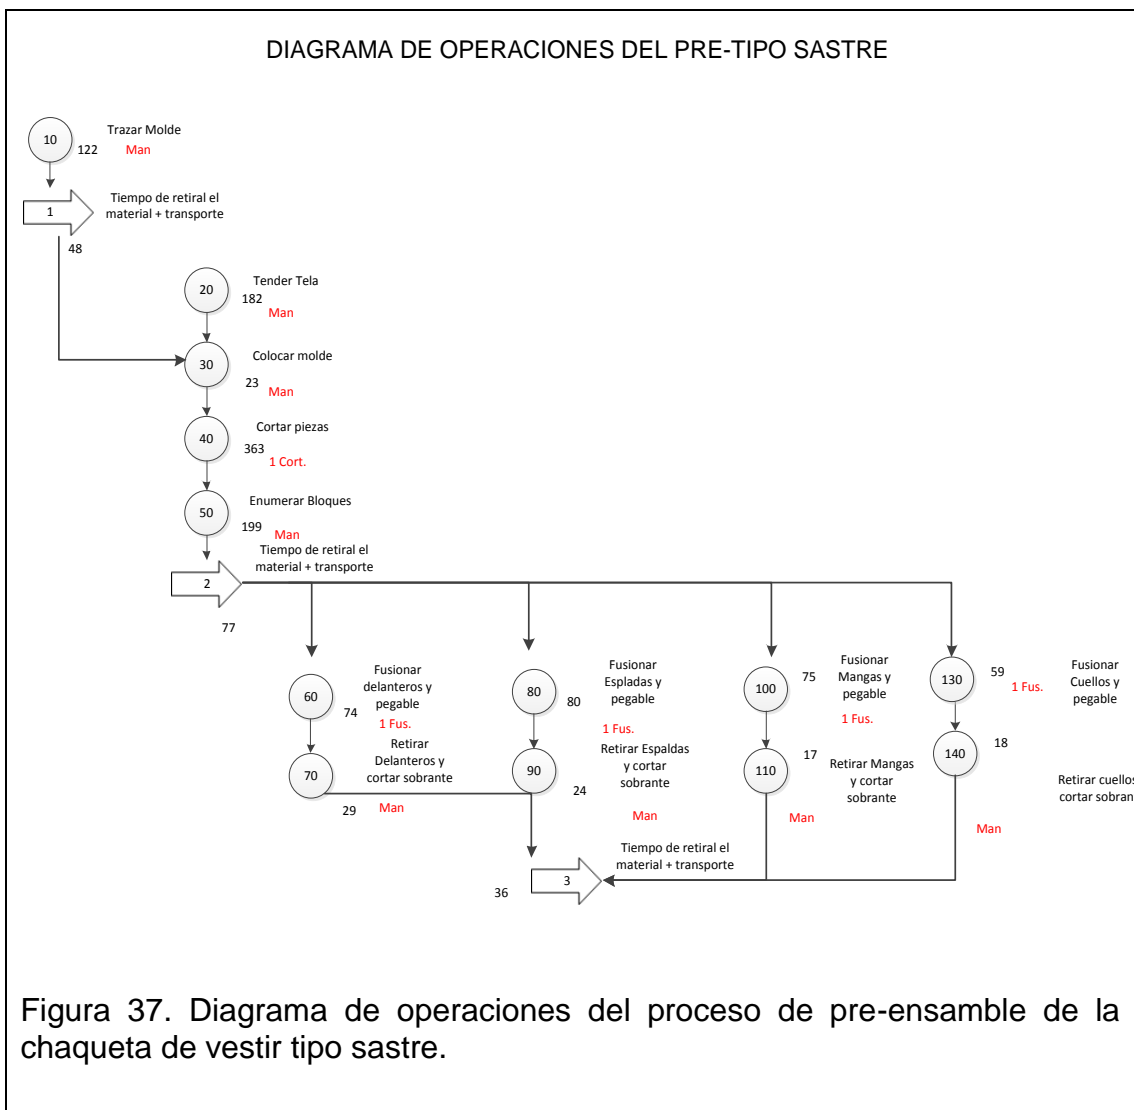 DIAGRAMA DE OPERACIONES DEL PRE-TIPO SASTRE
10
122
Trazar Molde
Man
1
Tiempo de retiral el
material + transporte
48
20
Tender Tela
182
Man
30
Colocar molde
23
Man
40
Cortar piezas
363
1 Cort.
50
Enumerar Bloques
199
Man
Tiempo de retiral el
material + transporte
2
77
60
Fusionar
delanteros y
pegable
74
1 Fus.
70
Retirar
Delanteros y
cortar sobrante
29
Man
80
Fusionar
Espladas y
pegable
80
1 Fus.
90
Retirar Espaldas
y cortar
sobrante
24
Man
100
75
Fusionar
Mangas y
pegable
1 Fus.
110
17
Retirar Mangas
y cortar
sobrante
Man
130
59
1 Fus.
Fusionar
Cuellos y
pegable
140
18
Retirar cuellos
cortar sobran
Man
Tiempo de retiral el
material + transporte
36
3
Figura 37. Diagrama de operaciones del proceso de pre-ensamble de la
chaqueta de vestir tipo sastre.